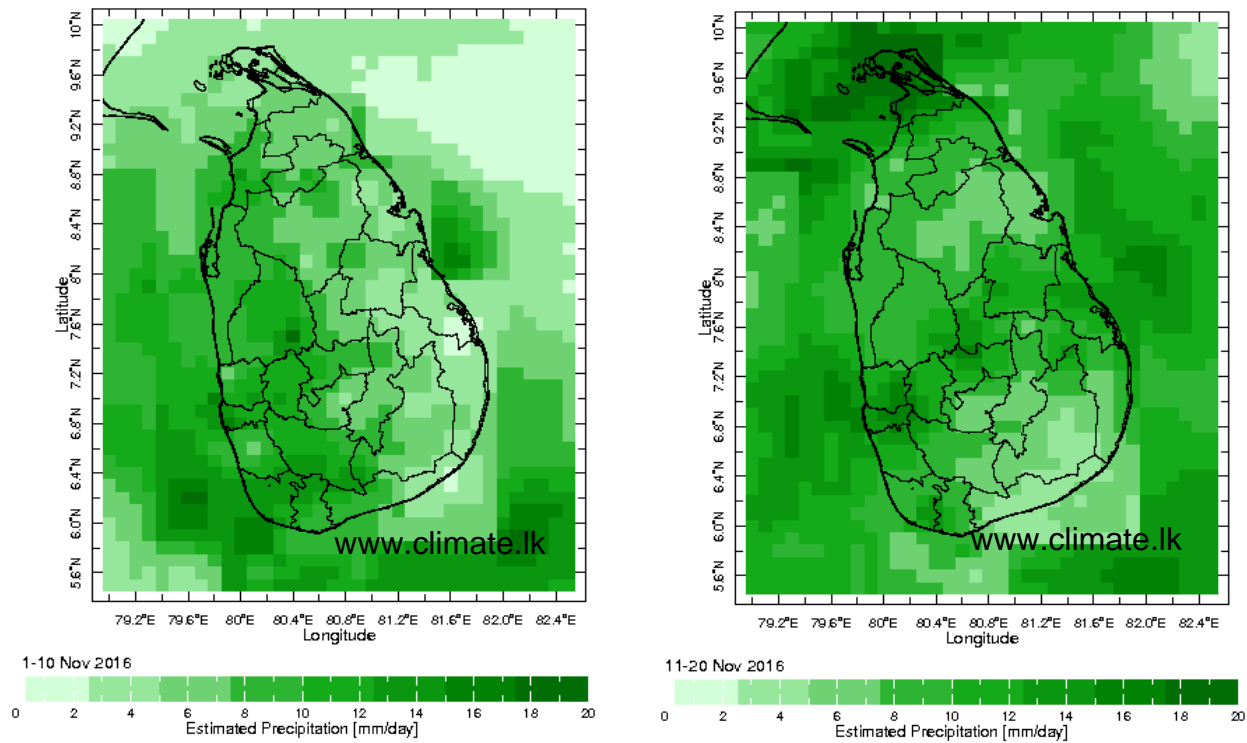 10°N
9.6°N
9.2°N
8.8°N
8.4°N
8°N
7.6°N
7.2°N
6.8°N
6.4°N
6.0°N
5.6°N
Latitude
www.climate.lk
79.2°E 79.6°E 80°E 80.4°E 80.8°E 81.2°E 81.6°E 82.0°E 82.4°E
Longitude
1-10 Nov 2016
0 2 4 6 8 10 12 14 16 18 20
Estimated Precipitation [mm/day]
10°N
9.6°N
9.2°N
8.8°N
8.4°N
8°N
7.6°N
7.2°N
6.8°N
6.4°N
6.0°N
5.6°N
Latitude
www.climate.lk
79.2°E 79.6°E 80°E 80.4°E 80.8°E 81.2°E 81.6°E 82.0°E 82.4°E
Longitude
11-20 Nov 2016
0 2 4 6 8 10 12 14 16 18 20
Estimated Precipitation [mm/day]